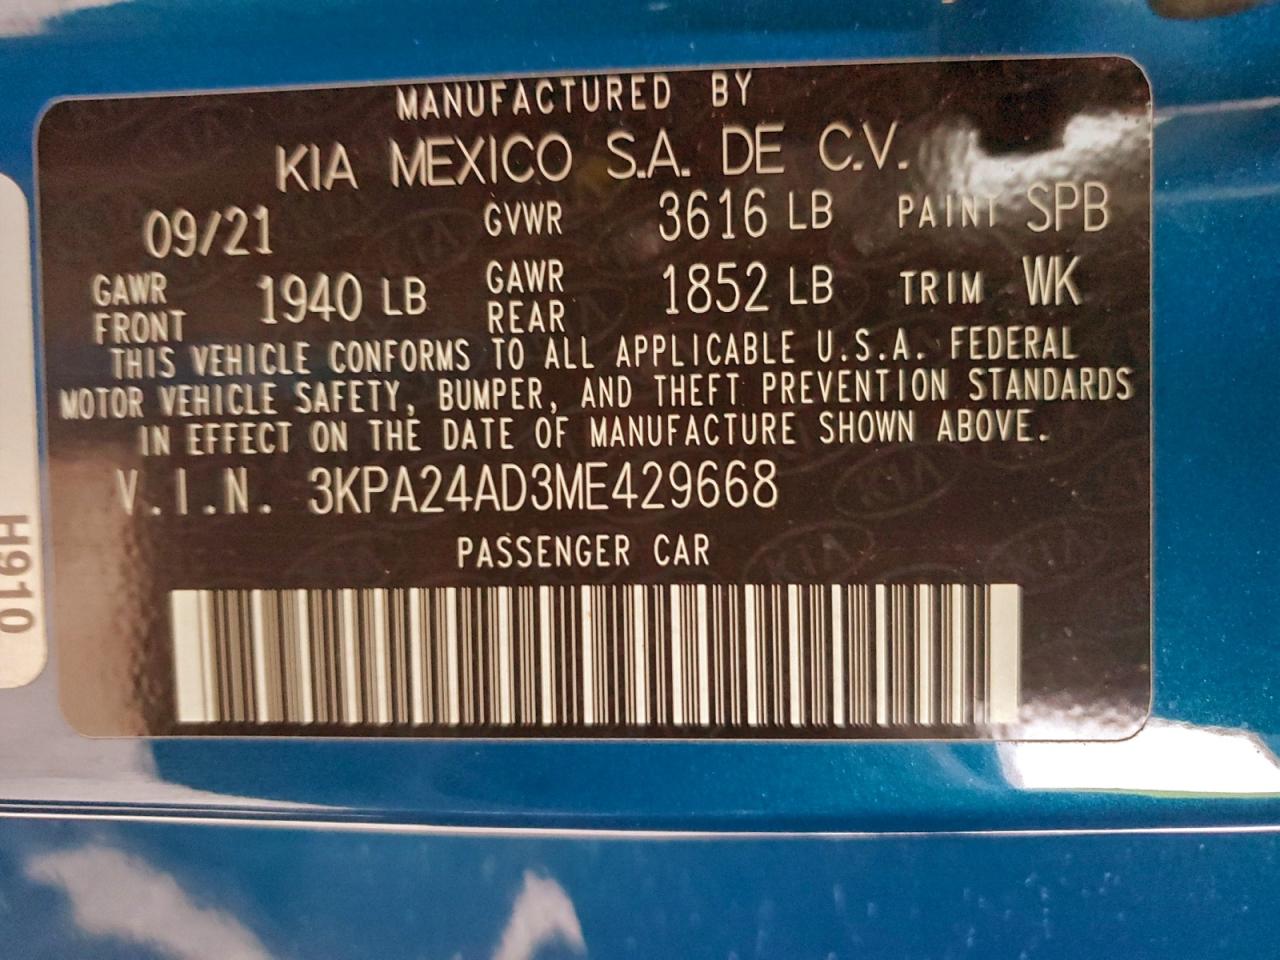 MANUFACTURED BY
KIA MEXICO S.A. DE C.V.
09/21 GVWR 3616 LB PAINT SPB
GAWR FRONT 1940 LB GAWR REAR 1852 LB TRIM WK
THIS VEHICLE CONFORMS TO ALL APPLICABLE U.S.A. FEDERAL
MOTOR VEHICLE SAFETY, BUMPER, AND THEFT PREVENTION STANDARDS
IN EFFECT ON THE DATE OF MANUFACTURE SHOWN ABOVE.
V.I.N. 3KPA24AD3ME429668
PASSENGER CAR
H910